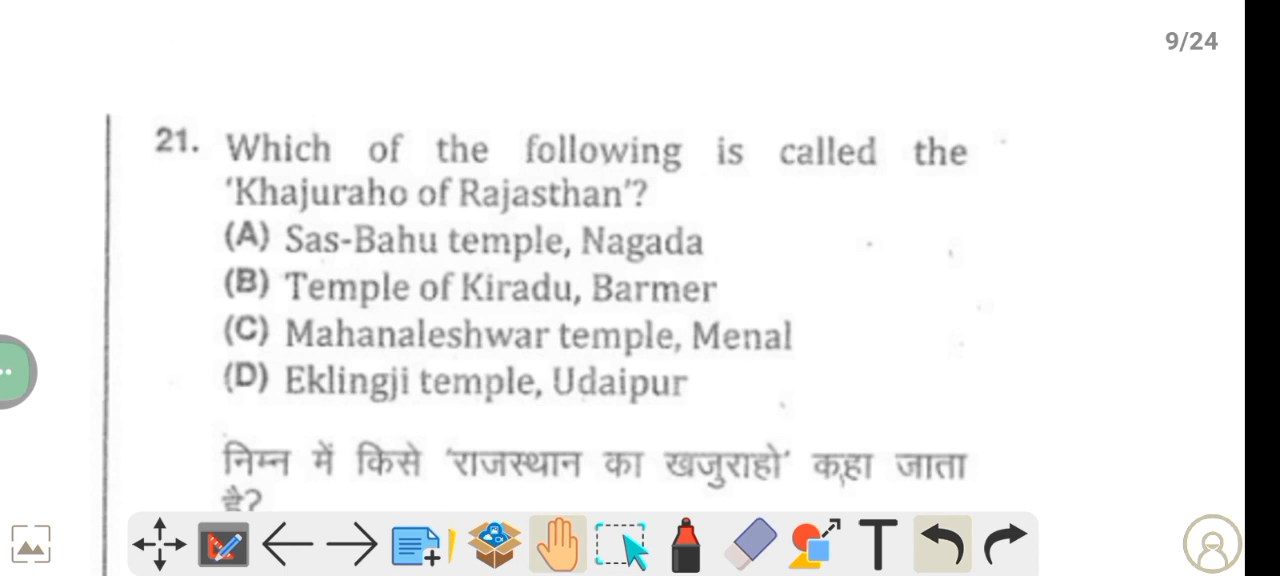 9/24
21. Which of the following is called the
'Khajuraho of Rajasthan'?
(A) Sas-Bahu temple, Nagada
(B) Temple of Kiradu, Barmer
(C) Mahanaleshwar temple, Menal
(D) Eklingji temple, Udaipur
निम्न में किसे 'राजस्थान का खजुराहो' कहा जाता
है?
T